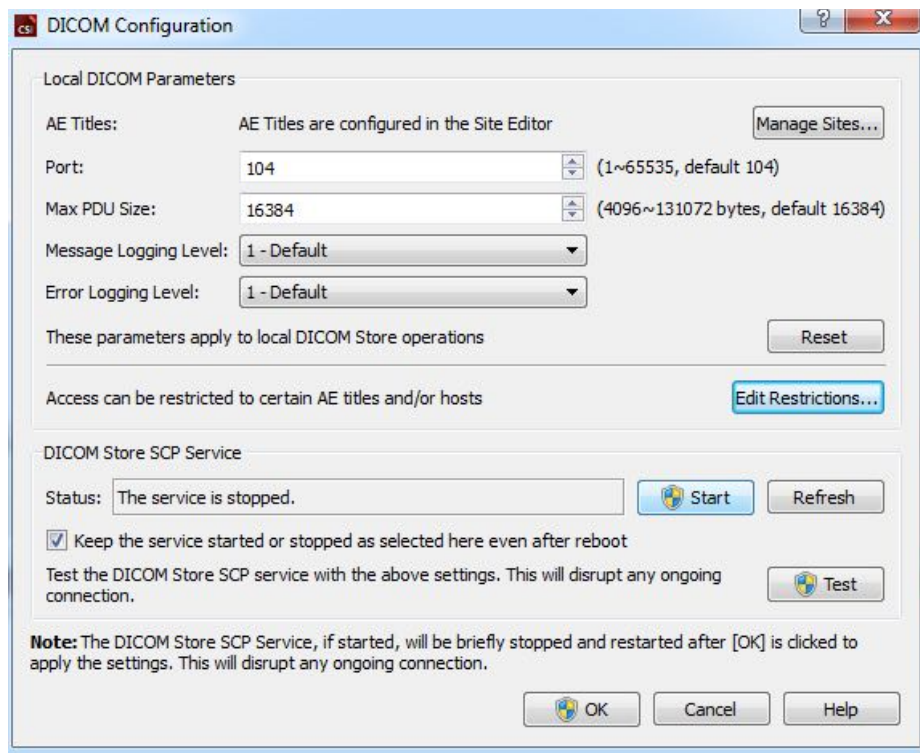 CSI DICOM Configuration ?
Local DICOM Parameters
AE Titles: AE Titles are configured in the Site Editor Manage Sites...
Port: 104 (1~65535, default 104)
Max PDU Size: 16384 (4096~131072 bytes, default 16384)
Message Logging Level: 1 - Default
Error Logging Level: 1 - Default
These parameters apply to local DICOM Store operations Reset
Access can be restricted to certain AE titles and/or hosts Edit Restrictions...
DICOM Store SCP Service
Status: The service is stopped. Start Refresh
Keep the service started or stopped as selected here even after reboot
Test the DICOM Store SCP service with the above settings. This will disrupt any ongoing
connection. Test
Note: The DICOM Store SCP Service, if started, will be briefly stopped and restarted after [OK] is clicked to
apply the settings. This will disrupt any ongoing connection.
OK Cancel Help